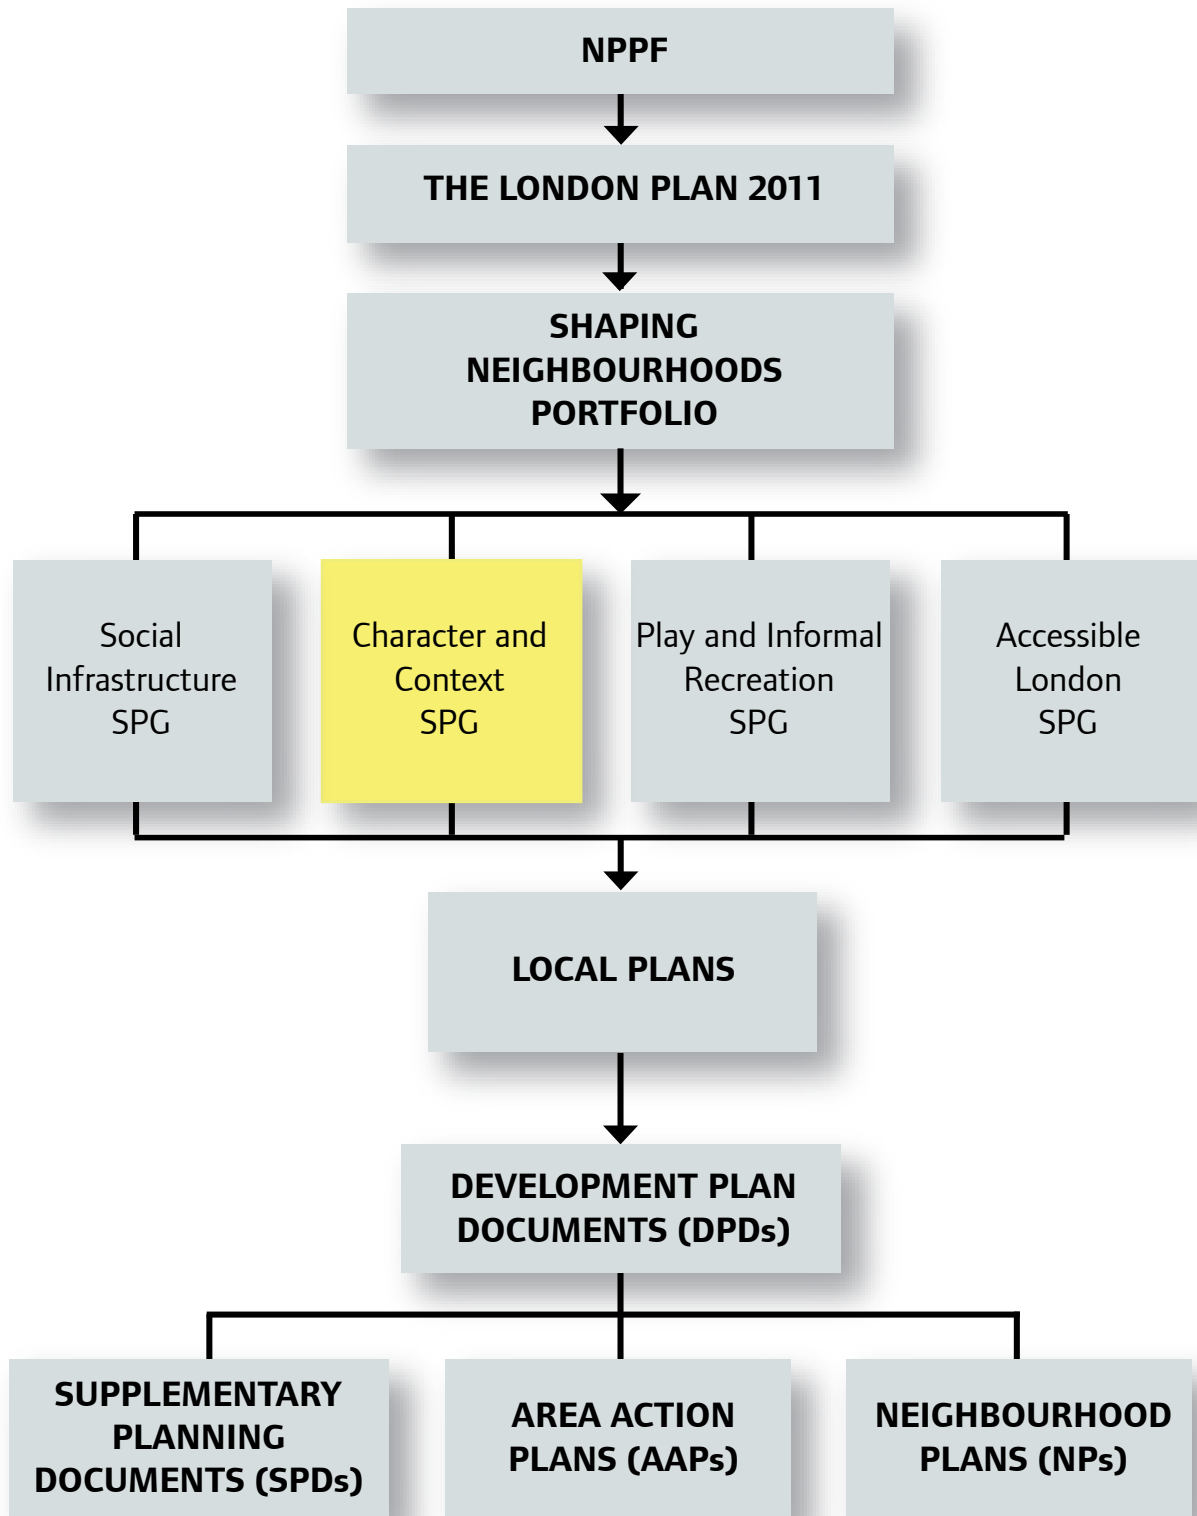 NPPF
THE LONDON PLAN 2011
SHAPING
NEIGHBOURHOODS
PORTFOLIO
Social
Infrastructure
SPG
Character and
Context
SPG
Play and Informal
Recreation
SPG
Accessible
London
SPG
LOCAL PLANS
DEVELOPMENT PLAN
DOCUMENTS (DPDs)
SUPPLEMENTARY
PLANNING
DOCUMENTS (SPDs)
AREA ACTION
PLANS (AAPs)
NEIGHBOURHOOD
PLANS (NPs)